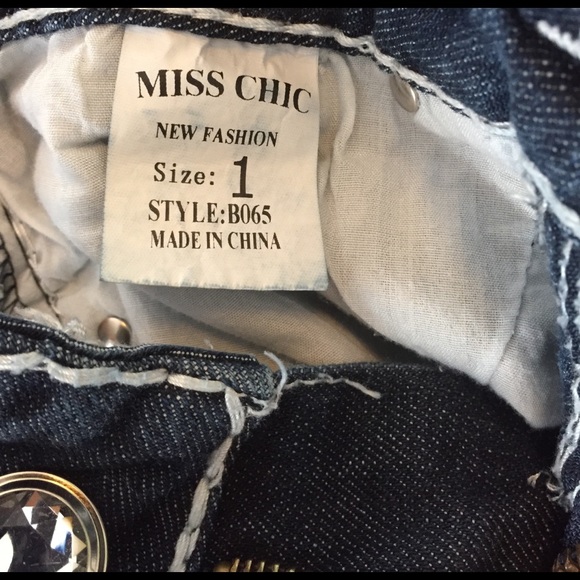 MISS CHIC
NEW FASHION
Size: 1
STYLE:B065
MADE IN CHINA